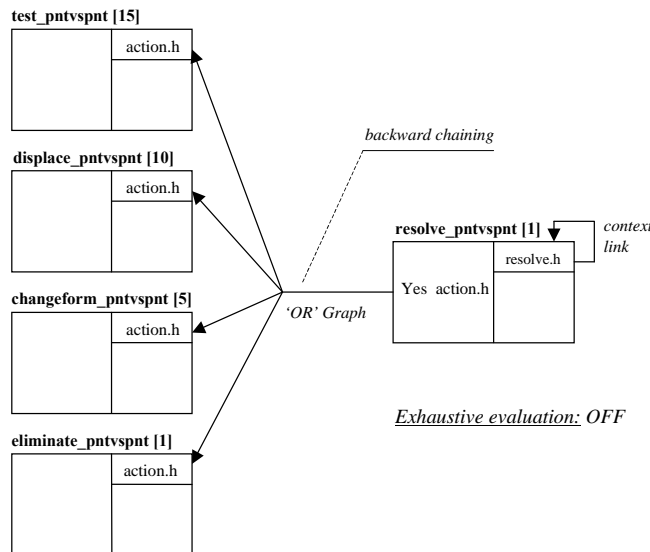 test_pntvspnt [15]
action.h
backward chaining
displace_pntvspnt [10]
action.h
resolve_pntvspnt [1]
context
link
resolve.h
Yes action.h
changeform_pntvspnt [5]
action.h
‘OR’ Graph
Exhaustive evaluation: OFF
eliminate_pntvspnt [1]
action.h